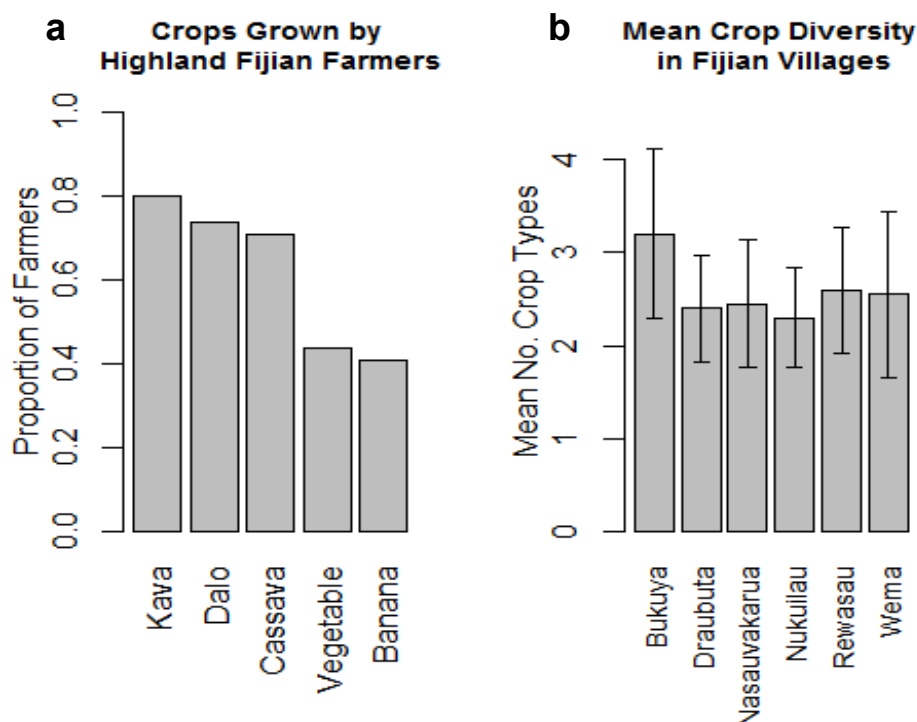 a
Crops Grown by
Highland Fijian Farmers
Proportion of Farmers
1.0
0.8
0.6
0.4
0.2
0.0
Kava
Dalo
Cassava
Vegetable
Banana
b
Mean Crop Diversity
in Fijian Villages
Mean No. Crop Types
4
3
2
1
0
Bukuya
Draubuta
Nasauvakarua
Nukulau
Rewasau
Wema